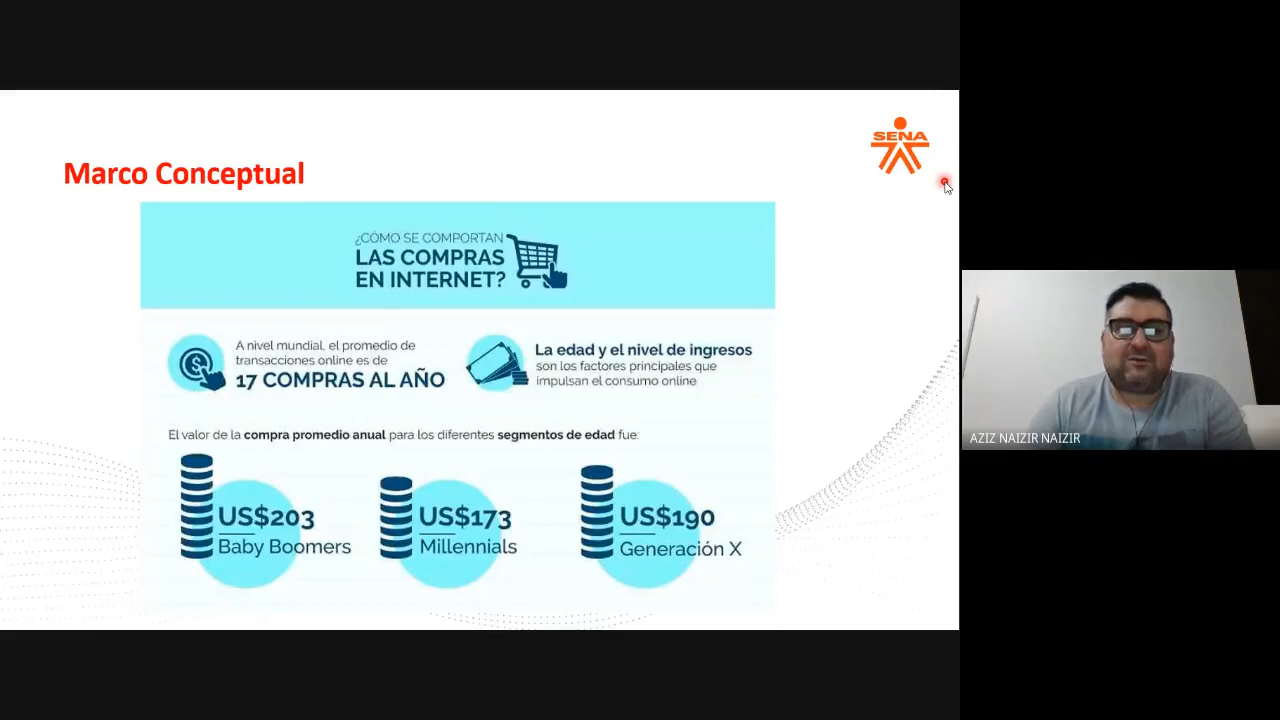 SENA
Marco Conceptual
¿CÓMO SE COMPORTAN
LAS COMPRAS
EN INTERNET?
A nivel mundial, el promedio de
transacciones online es de
17 COMPRAS AL AÑO
La edad y el nivel de ingresos
son los factores principales que
impulsan el consumo online
El valor de la compra promedio anual para los diferentes segmentos de edad fue:
US$203
Baby Boomers
US$173
Millennials
US$190
Generación X
AZIZ NAIZIR NAIZIR